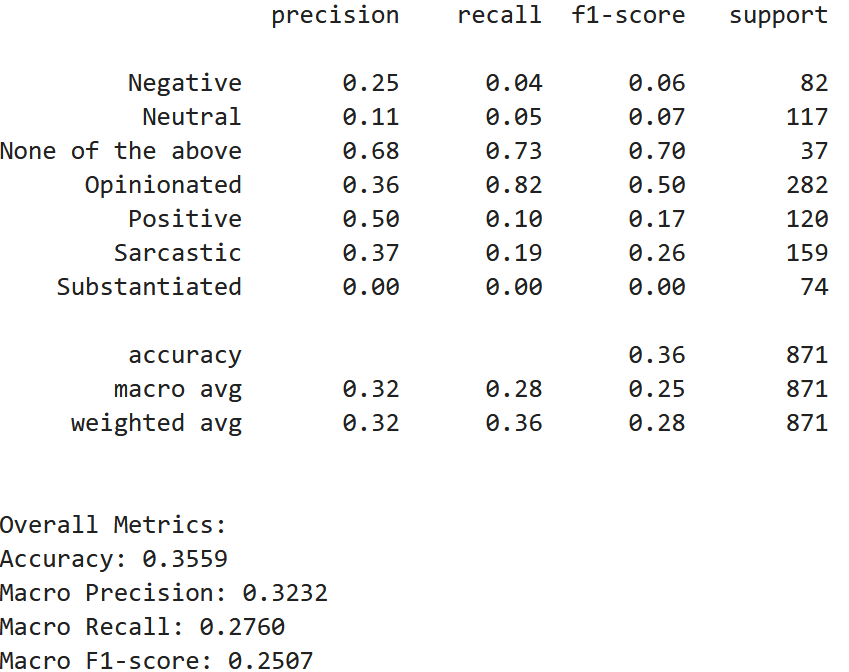 precision recall f1-score support
Negative 0.25 0.04 0.06 82
Neutral 0.11 0.05 0.07 117
None of the above 0.68 0.73 0.70 37
Opinionated 0.36 0.82 0.50 282
Positive 0.50 0.10 0.17 120
Sarcastic 0.37 0.19 0.26 159
Substantiated 0.00 0.00 0.00 74
accuracy 0.36 871
macro avg 0.32 0.28 0.25 871
weighted avg 0.32 0.36 0.28 871
Overall Metrics:
Accuracy: 0.3559
Macro Precision: 0.3232
Macro Recall: 0.2760
Macro F1-score: 0.2507